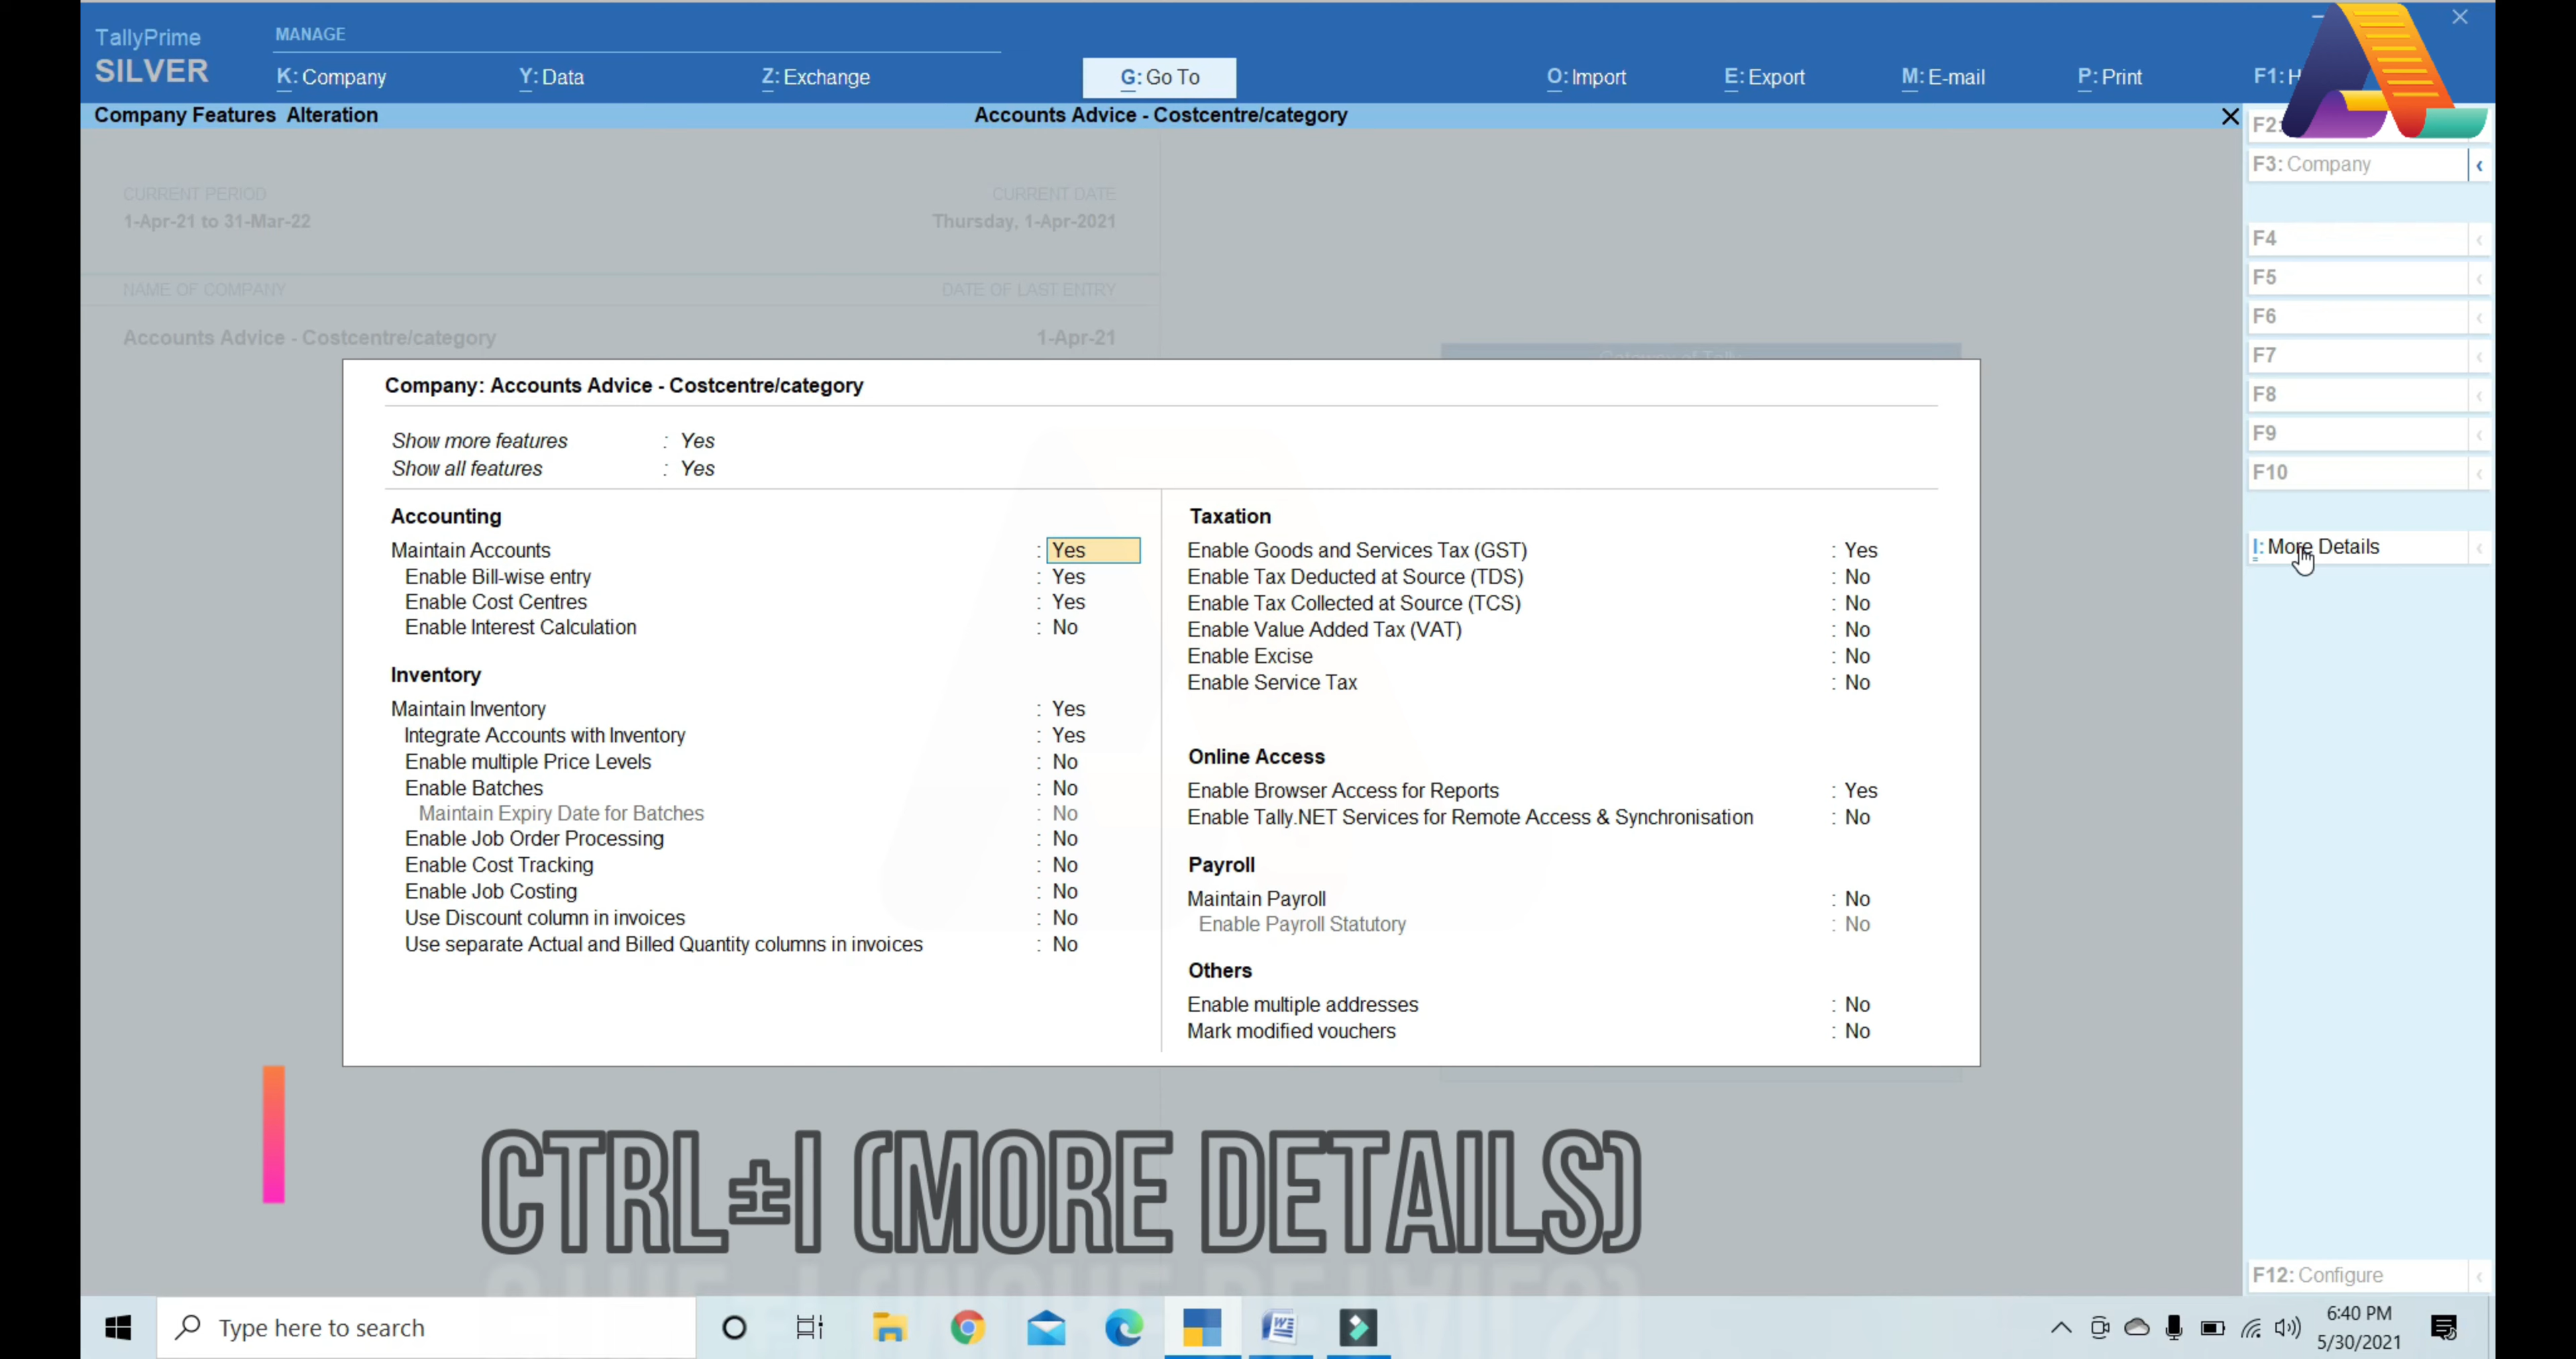 TallyPrime
SILVER
MANAGE
K: Company
Y: Data
Z: Exchange
G: Go To
O: Import
E: Export
M: E-mail
P: Print
F1: H
Company Features Alteration
Accounts Advice - Costcentre/category
F2:
F3: Company
F4
F5
F6
F7
F8
F9
F10
I: More Details
F12: Configure
CURRENT PERIOD
CURRENT DATE
1-Apr-21 to 31-Mar-22
Thursday, 1-Apr-2021
NAME OF COMPANY
DATE OF LAST ENTRY
Accounts Advice - Costcentre/category
1-Apr-21
Gateway of Tally
Company: Accounts Advice - Costcentre/category
Show more features : Yes
Show all features : Yes
Accounting
Maintain Accounts : Yes
Enable Bill-wise entry : Yes
Enable Cost Centres : Yes
Enable Interest Calculation : No
Inventory
Maintain Inventory : Yes
Integrate Accounts with Inventory : Yes
Enable multiple Price Levels : No
Enable Batches : No
Maintain Expiry Date for Batches : No
Enable Job Order Processing : No
Enable Cost Tracking : No
Enable Job Costing : No
Use Discount column in invoices : No
Use separate Actual and Billed Quantity columns in invoices : No
Taxation
Enable Goods and Services Tax (GST) : Yes
Enable Tax Deducted at Source (TDS) : No
Enable Tax Collected at Source (TCS) : No
Enable Value Added Tax (VAT) : No
Enable Excise : No
Enable Service Tax : No
Online Access
Enable Browser Access for Reports : Yes
Enable Tally.NET Services for Remote Access & Synchronisation : No
Payroll
Maintain Payroll : No
Enable Payroll Statutory : No
Others
Enable multiple addresses : No
Mark modified vouchers : No
CTRL+I (MORE DETAILS)
Type here to search
6:40 PM
5/30/2021